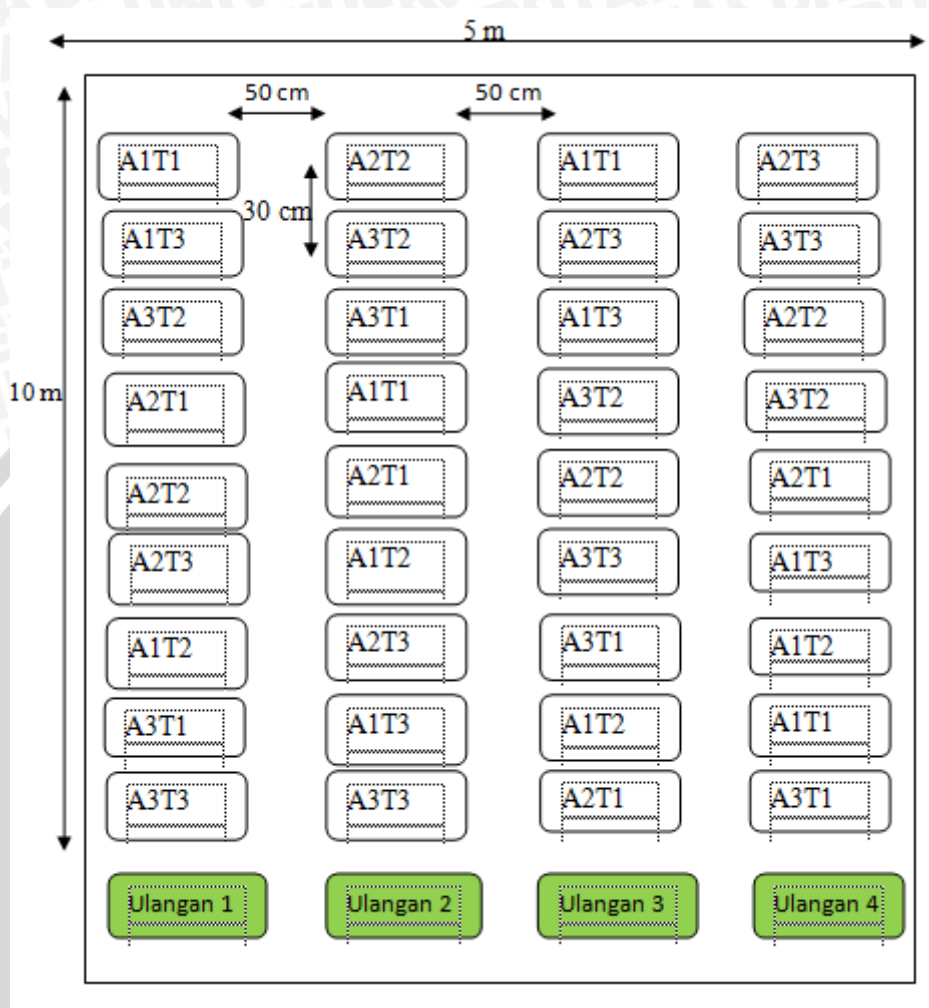 5 m
50 cm 50 cm
A1T1 A2T2 A1T1 A2T3
30 cm
A1T3 A3T2 A2T3 A3T3
A3T2 A3T1 A1T3 A2T2
10 m
A2T1 A1T1 A3T2 A3T2
A2T2 A2T1 A2T2 A2T1
A2T3 A1T2 A3T3 A1T3
A1T2 A2T3 A3T1 A1T2
A3T1 A1T3 A1T2 A1T1
A3T3 A3T3 A2T1 A3T1
Ulangan 1 Ulangan 2 Ulangan 3 Ulangan 4